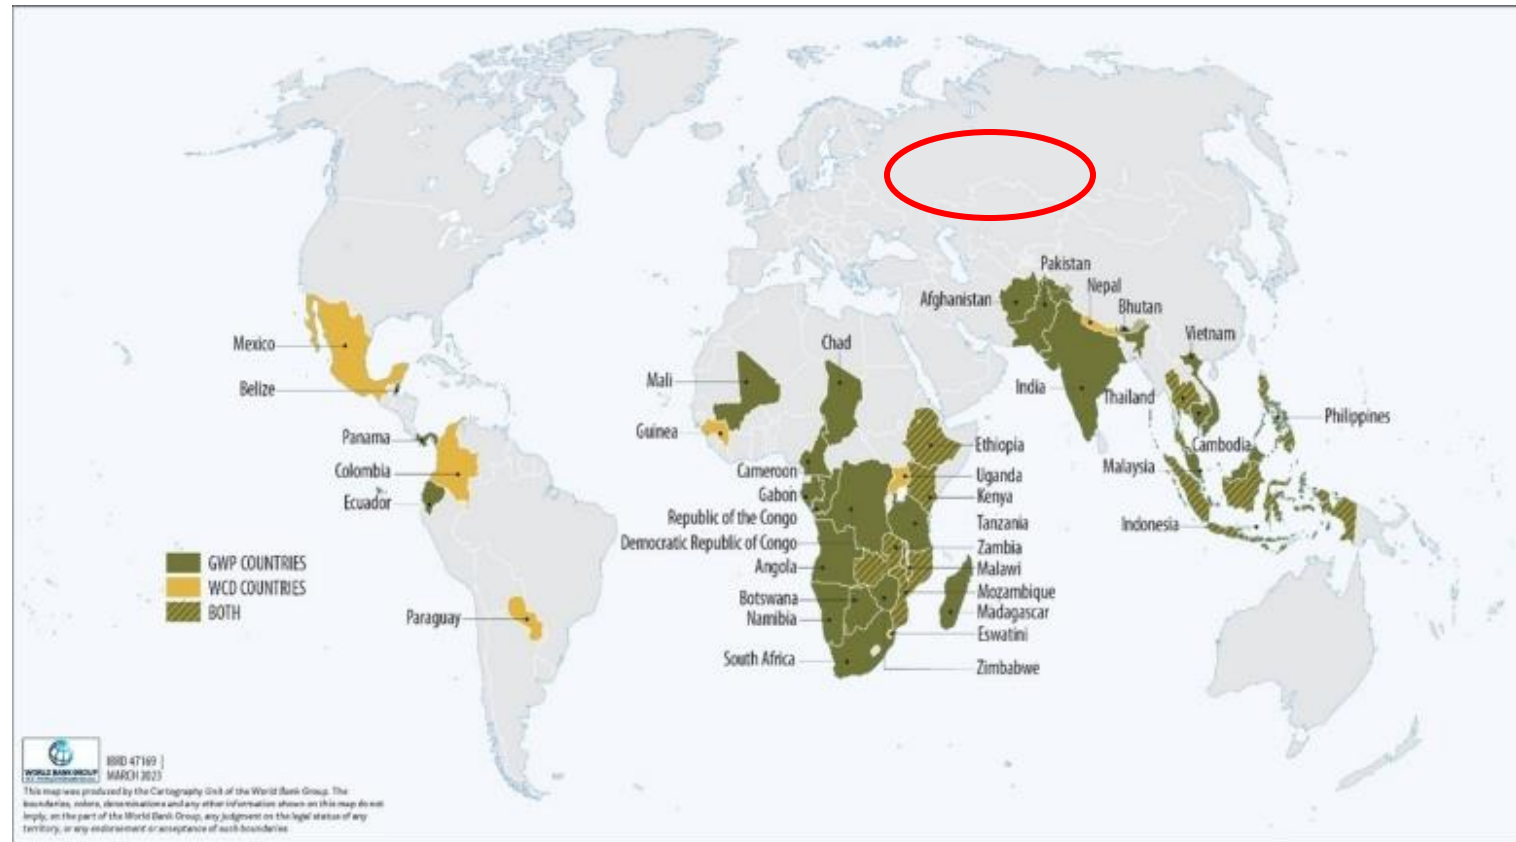 Pakistan
Afghanistan
Nepal
Bhutan
Vietnam
Mexico
Chad
Belize
Mali
India
Thailand
Philippines
Guinea
Panama
Ethiopia
Cambodia
Colombia
Cameroon
Uganda
Malaysia
Ecuador
Gabon
Kenya
Republic of the Congo
Tanzania
Indonesia
Democratic Republic of Congo
Zambia
GWP COUNTRIES
Angola
Malawi
WCD COUNTRIES
Botswana
Mozambique
BOTH
Namibia
Madagascar
Paraguay
Eswatini
South Africa
Zimbabwe
WORLD BANK GROUP
IBRD 47169 |
MARCH 2023
This map was produced by the Cartography Unit of the World Bank Group. The
boundaries, colors, denominations and any other information shown on this map do not
imply, on the part of the World Bank Group, any judgment on the legal status of any
territory, or any endorsement or acceptance of such boundaries